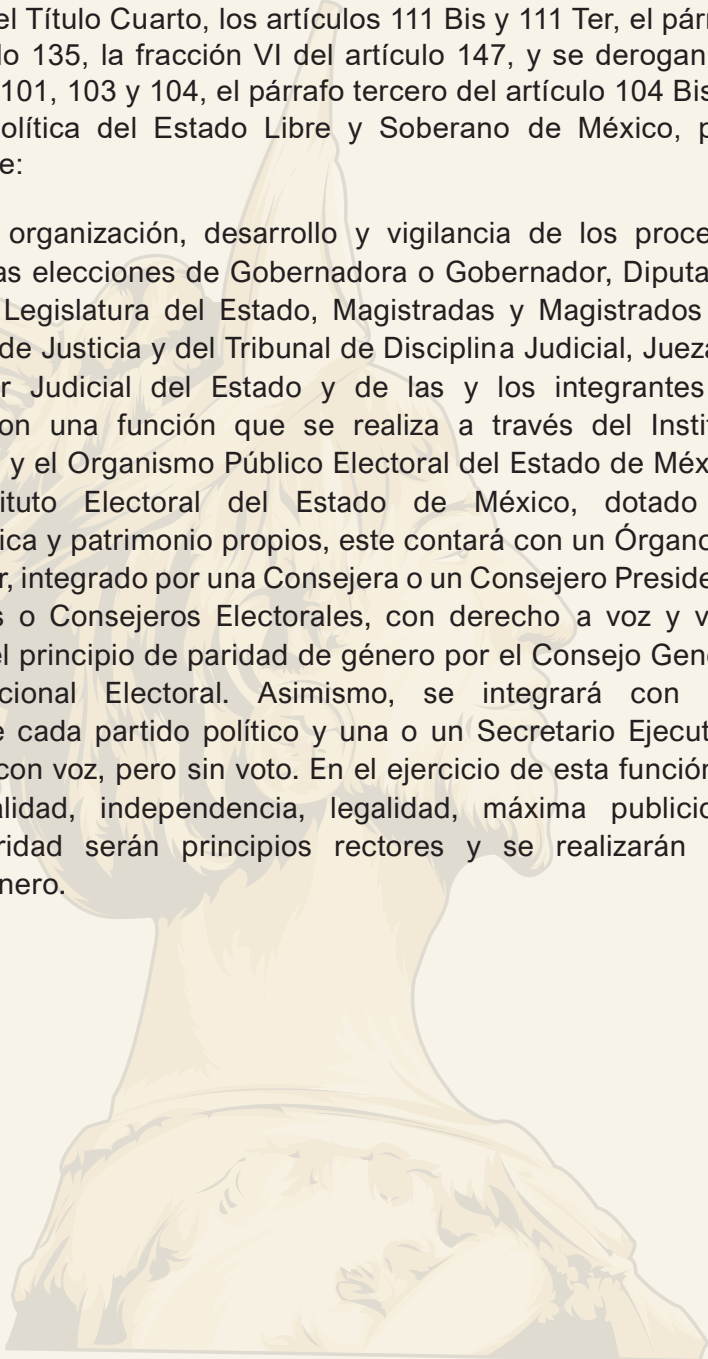 el Título Cuarto, los artículos 111 Bis y 111 Ter, el párr
lo 135, la fracción VI del artículo 147, y se derogan
101, 103 y 104, el párrafo tercero del artículo 104 Bis
olítica del Estado Libre y Soberano de México, p
e:
organización, desarrollo y vigilancia de los proce
as elecciones de Gobernadora o Gobernador, Diputa
Legislatura del Estado, Magistradas y Magistrados
de Justicia y del Tribunal de Disciplina Judicial, Jueza
r Judicial del Estado y de las y los integrantes
on una función que se realiza a través del Instit
y el Organismo Público Electoral del Estado de Méx
ituto Electoral del Estado de México, dotado
ica y patrimonio propios, este contará con un Órgano
r, integrado por una Consejera o un Consejero Preside
s o Consejeros Electorales, con derecho a voz y v
el principio de paridad de género por el Consejo Gene
cional Electoral. Asimismo, se integrará con
e cada partido político y una o un Secretario Ejecut
con voz, pero sin voto. En el ejercicio de esta función
alidad, independencia, legalidad, máxima publicid
ridad serán principios rectores y se realizarán
nero.